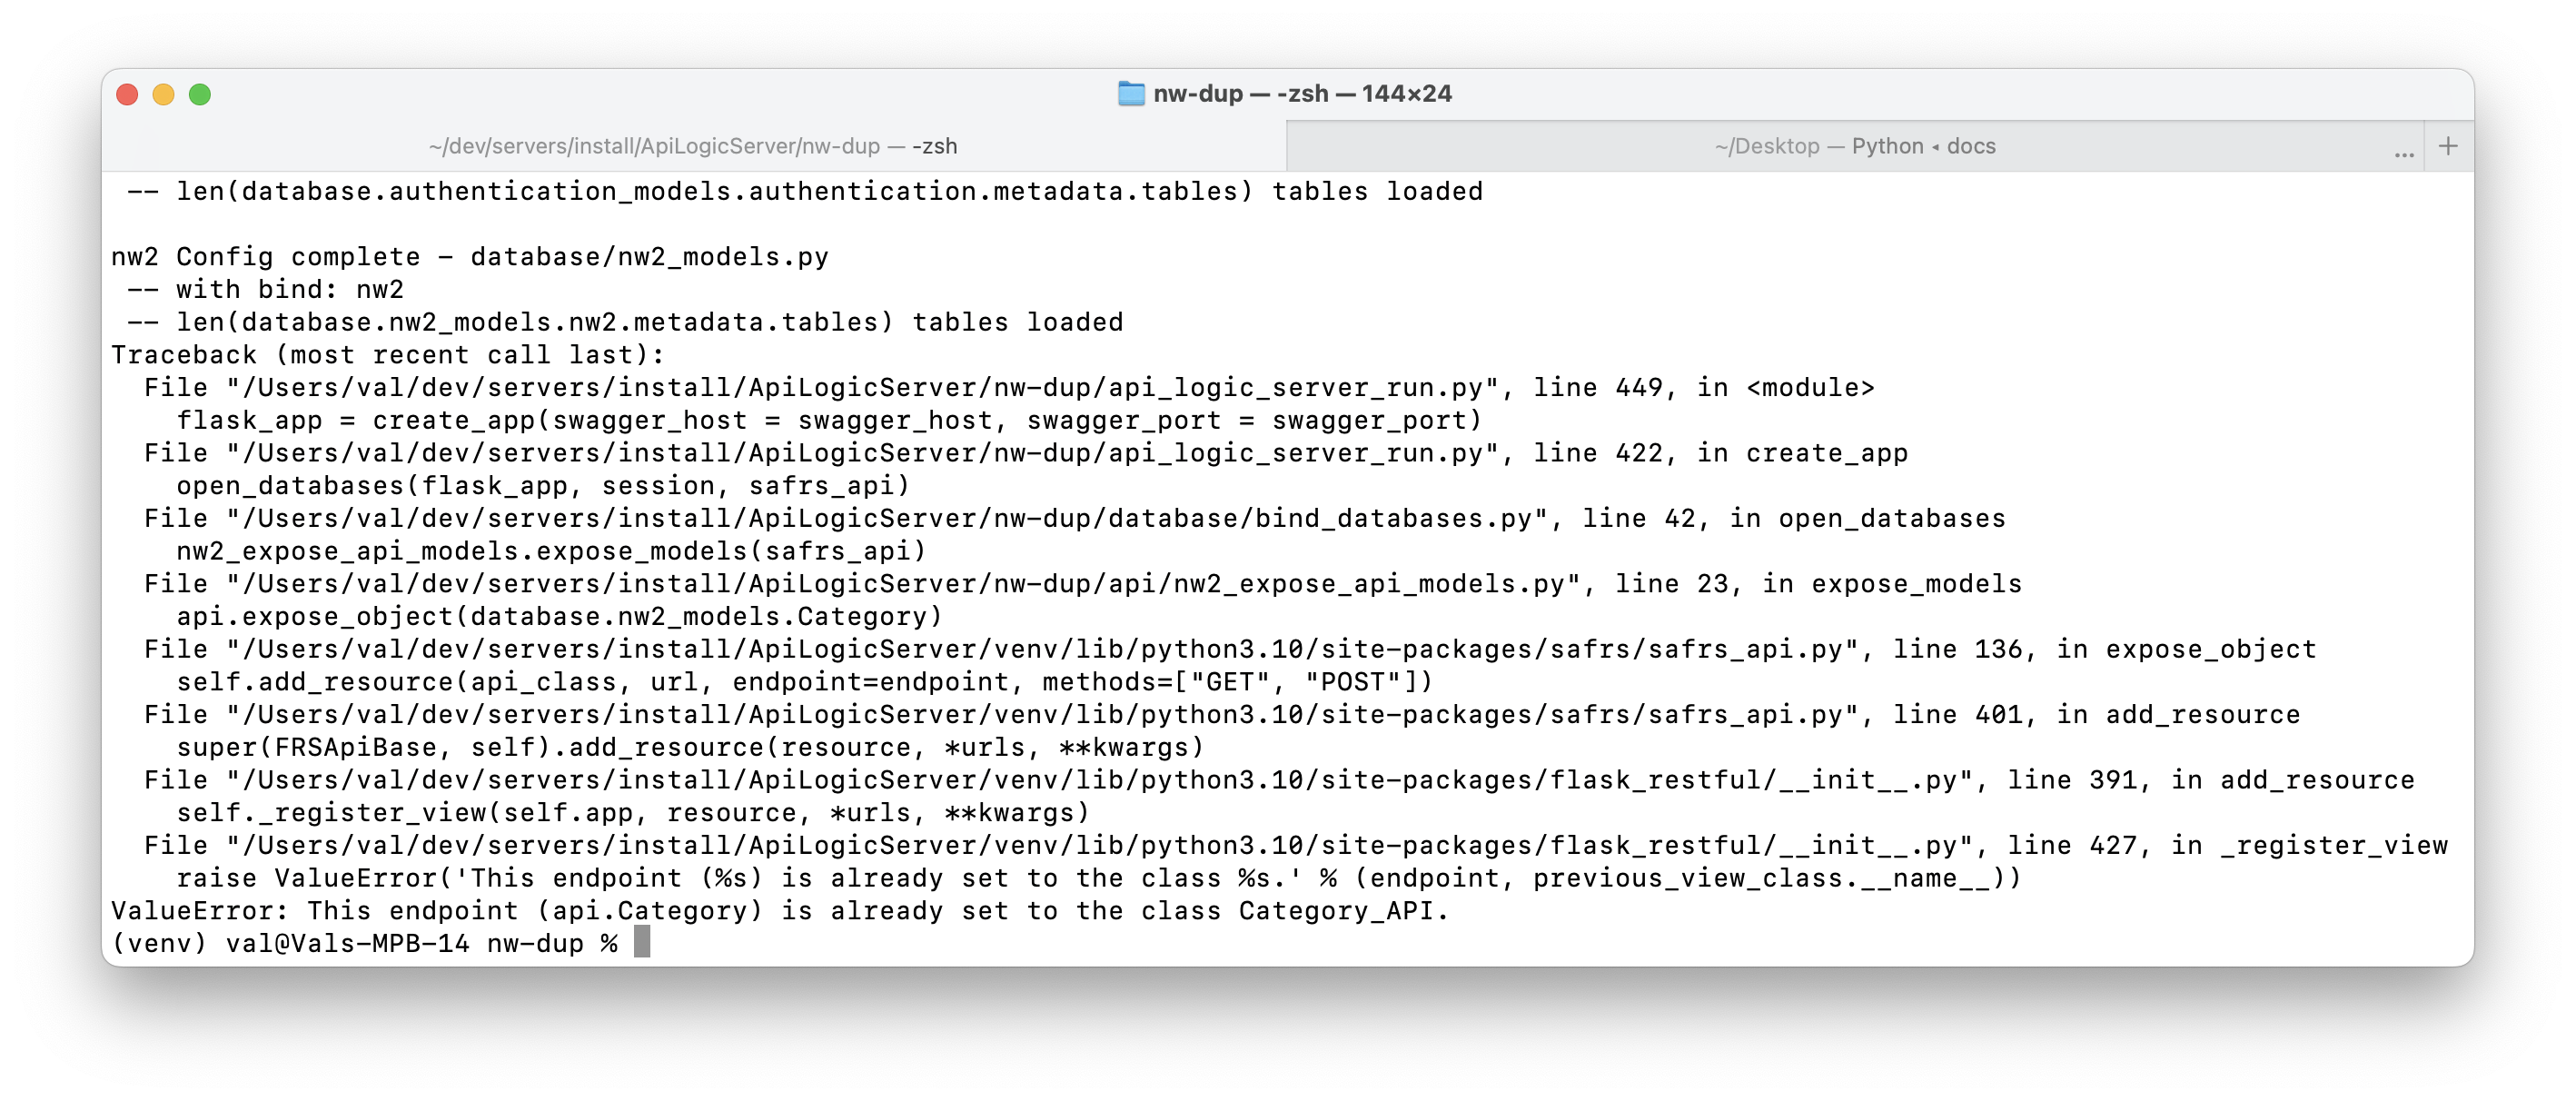 nw-dup — -zsh — 144×24
~/dev/servers/install/ApiLogicServer/nw-dup — -zsh
~/Desktop — Python ◂ docs
... +
 -- len(database.authentication_models.authentication.metadata.tables) tables loaded

nw2 Config complete - database/nw2_models.py
 -- with bind: nw2
 -- len(database.nw2_models.nw2.metadata.tables) tables loaded
Traceback (most recent call last):
  File "/Users/val/dev/servers/install/ApiLogicServer/nw-dup/api_logic_server_run.py", line 449, in <module>
    flask_app = create_app(swagger_host = swagger_host, swagger_port = swagger_port)
  File "/Users/val/dev/servers/install/ApiLogicServer/nw-dup/api_logic_server_run.py", line 422, in create_app
    open_databases(flask_app, session, safrs_api)
  File "/Users/val/dev/servers/install/ApiLogicServer/nw-dup/database/bind_databases.py", line 42, in open_databases
    nw2_expose_api_models.expose_models(safrs_api)
  File "/Users/val/dev/servers/install/ApiLogicServer/nw-dup/api/nw2_expose_api_models.py", line 23, in expose_models
    api.expose_object(database.nw2_models.Category)
  File "/Users/val/dev/servers/install/ApiLogicServer/venv/lib/python3.10/site-packages/safrs/safrs_api.py", line 136, in expose_object
    self.add_resource(api_class, url, endpoint=endpoint, methods=["GET", "POST"])
  File "/Users/val/dev/servers/install/ApiLogicServer/venv/lib/python3.10/site-packages/safrs/safrs_api.py", line 401, in add_resource
    super(FRSApiBase, self).add_resource(resource, *urls, **kwargs)
  File "/Users/val/dev/servers/install/ApiLogicServer/venv/lib/python3.10/site-packages/flask_restful/__init__.py", line 391, in add_resource
    self._register_view(self.app, resource, *urls, **kwargs)
  File "/Users/val/dev/servers/install/ApiLogicServer/venv/lib/python3.10/site-packages/flask_restful/__init__.py", line 427, in _register_view
    raise ValueError('This endpoint (%s) is already set to the class %s.' % (endpoint, previous_view_class.__name__))
ValueError: This endpoint (api.Category) is already set to the class Category_API.
(venv) val@Vals-MPB-14 nw-dup %